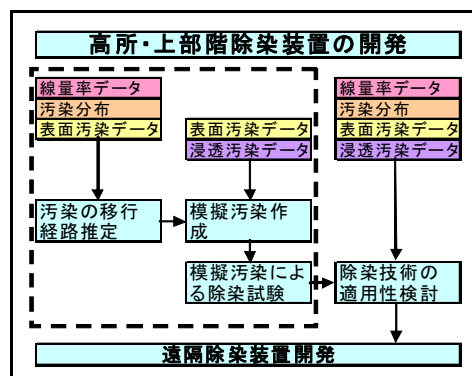 高所・上部階除染装置の開発
線量率データ
汚染分布
表面汚染データ
表面汚染データ
浸透汚染データ
線量率データ
汚染分布
表面汚染データ
浸透汚染データ
汚染の移行
経路推定
模擬汚染作
成
模擬汚染によ
る除染試験
除染技術の
適用性検討
遠隔除染装置開発